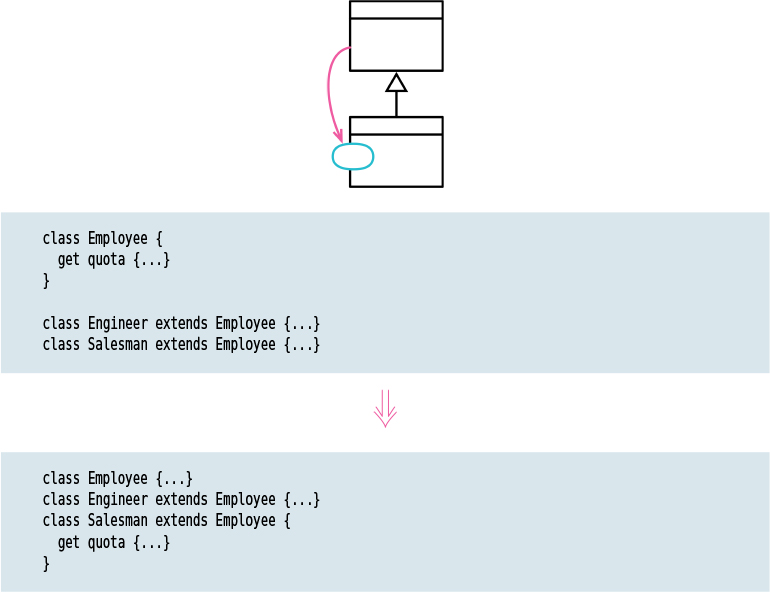 class Employee {
  get quota {...}
}

class Engineer extends Employee {...}
class Salesman extends Employee {...}

class Employee {...}
class Engineer extends Employee {...}
class Salesman extends Employee {
  get quota {...}
}